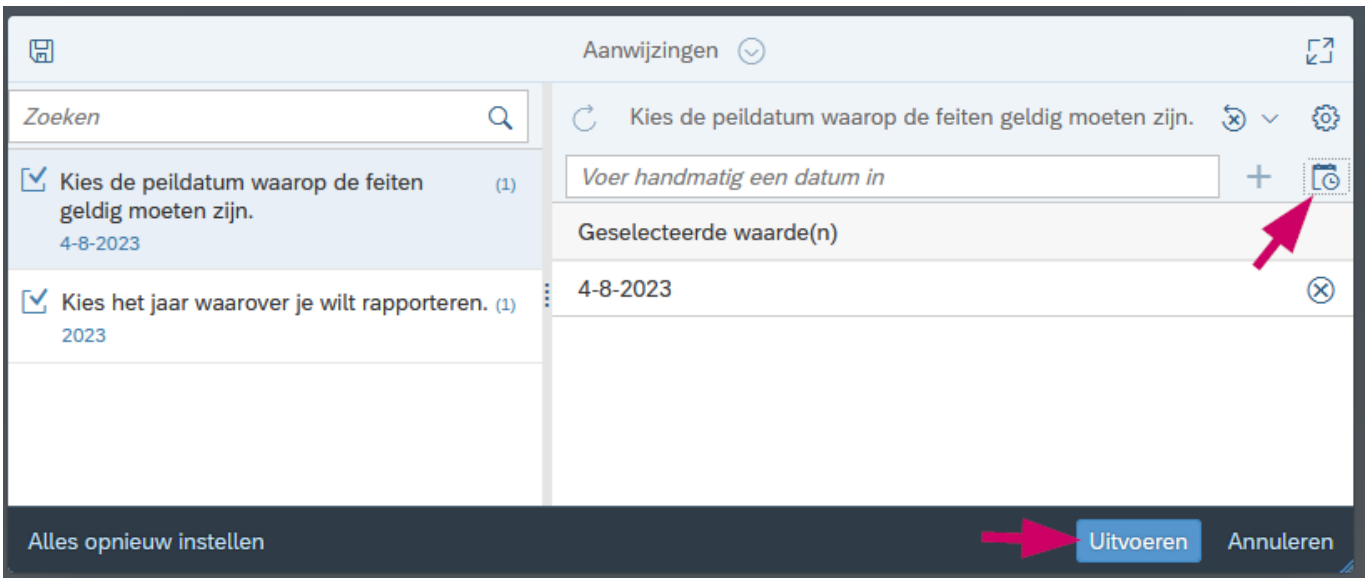 Aanwijzingen
Zoeken
Kies de peildatum waarop de feiten (1)
geldig moeten zijn.
4-8-2023
Kies het jaar waarover je wilt rapporteren. (1)
2023
Kies de peildatum waarop de feiten geldig moeten zijn.
Voer handmatig een datum in
Geselecteerde waarde(n)
4-8-2023
Alles opnieuw instellen
Uitvoeren
Annuleren